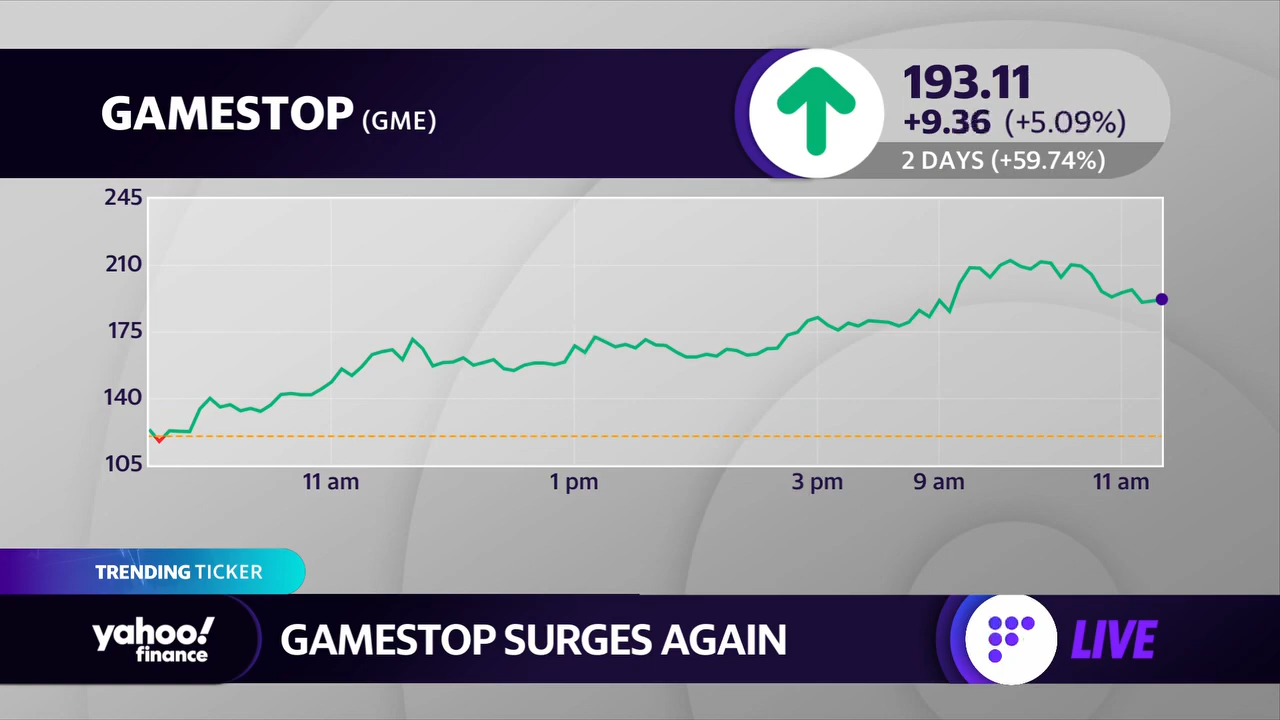 GAMESTOP (GME)
193.11
+9.36 (+5.09%)
2 DAYS (+59.74%)
245
210
175
140
105
11 am 1 pm 3 pm 9 am 11 am
TRENDING TICKER
yahoo!
finance
GAMESTOP SURGES AGAIN
LIVE